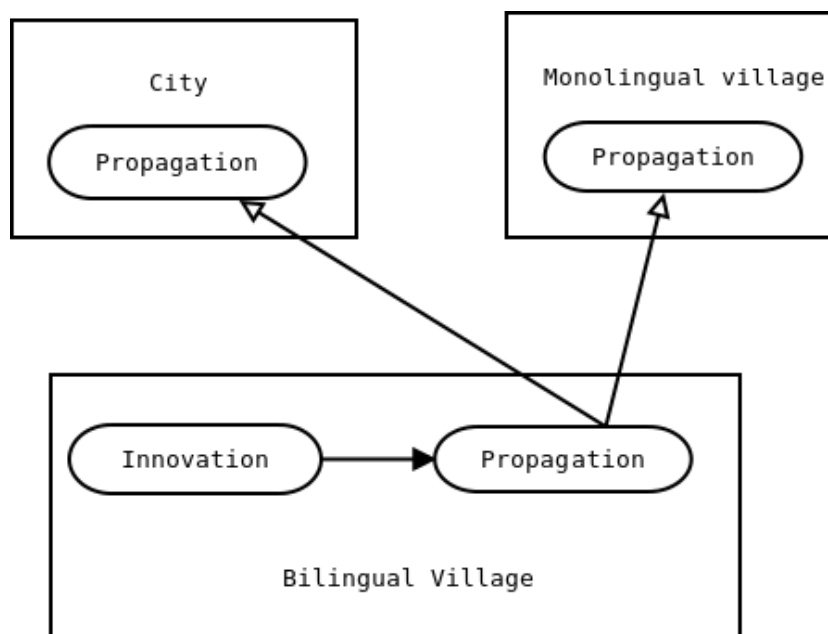 City
Propagation
Monolingual village
Propagation
Innovation
Propagation
Bilingual Village